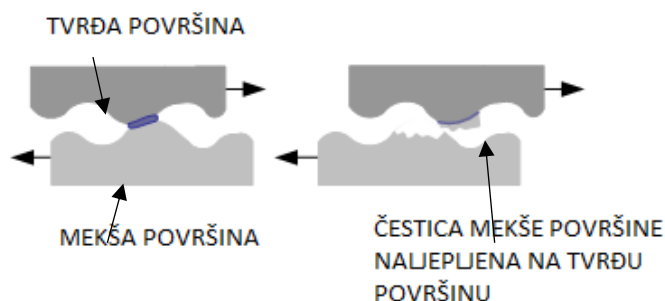 TVRĐA POVRŠINA
MEKŠA POVRŠINA
ČESTICA MEKŠE POVRŠINE
NALJEPLJENA NA TVRĐU
POVRŠINU